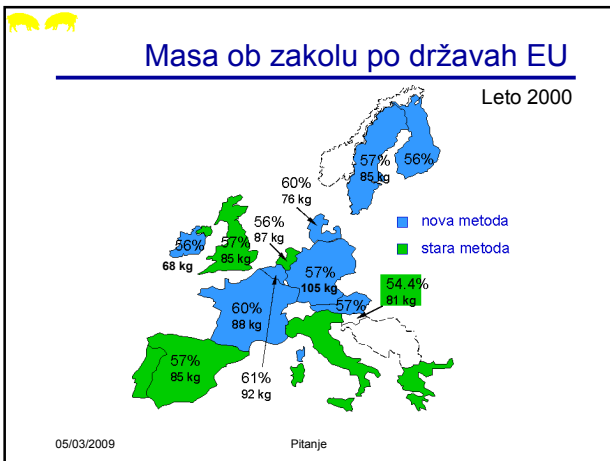 Masa ob zakolu po državah EU
Leto 2000
57%
85 kg
56%
60%
76 kg
nova metoda
stara metoda
56%
87 kg
56%
68 kg
57%
85 kg
57%
105 kg
54.4%
81 kg
57%
60%
88 kg
57%
85 kg
61%
92 kg
05/03/2009
Pitanje